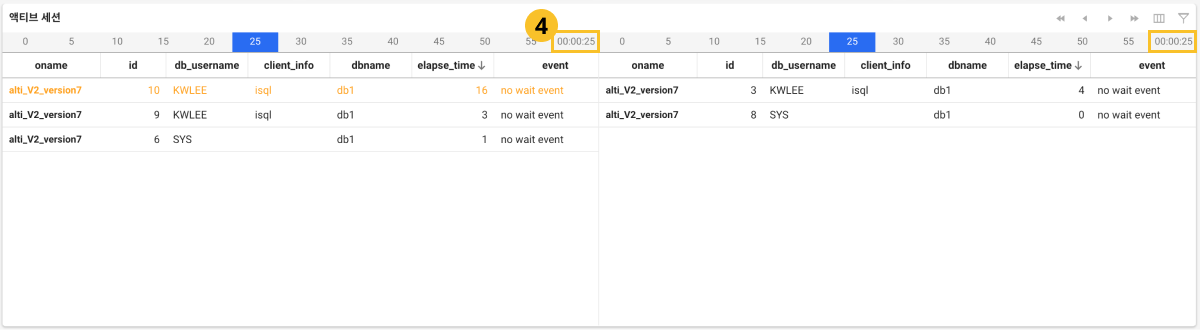 액티브 세션
4
0 5 10 15 20 25 30 35 40 45 50 55 00:00:25 0 5 10 15 20 25 30 35 40 45 50 55 00:00:25
oname id db_username client_info dbname elapse_time ↓ event oname id db_username client_info dbname elapse_time ↓ event
alti_V2_version7 10 KWLEE isql db1 16 no wait event alti_V2_version7 3 KWLEE isql db1 4 no wait event
alti_V2_version7 9 KWLEE isql db1 3 no wait event alti_V2_version7 8 SYS db1 0 no wait event
alti_V2_version7 6 SYS db1 1 no wait event